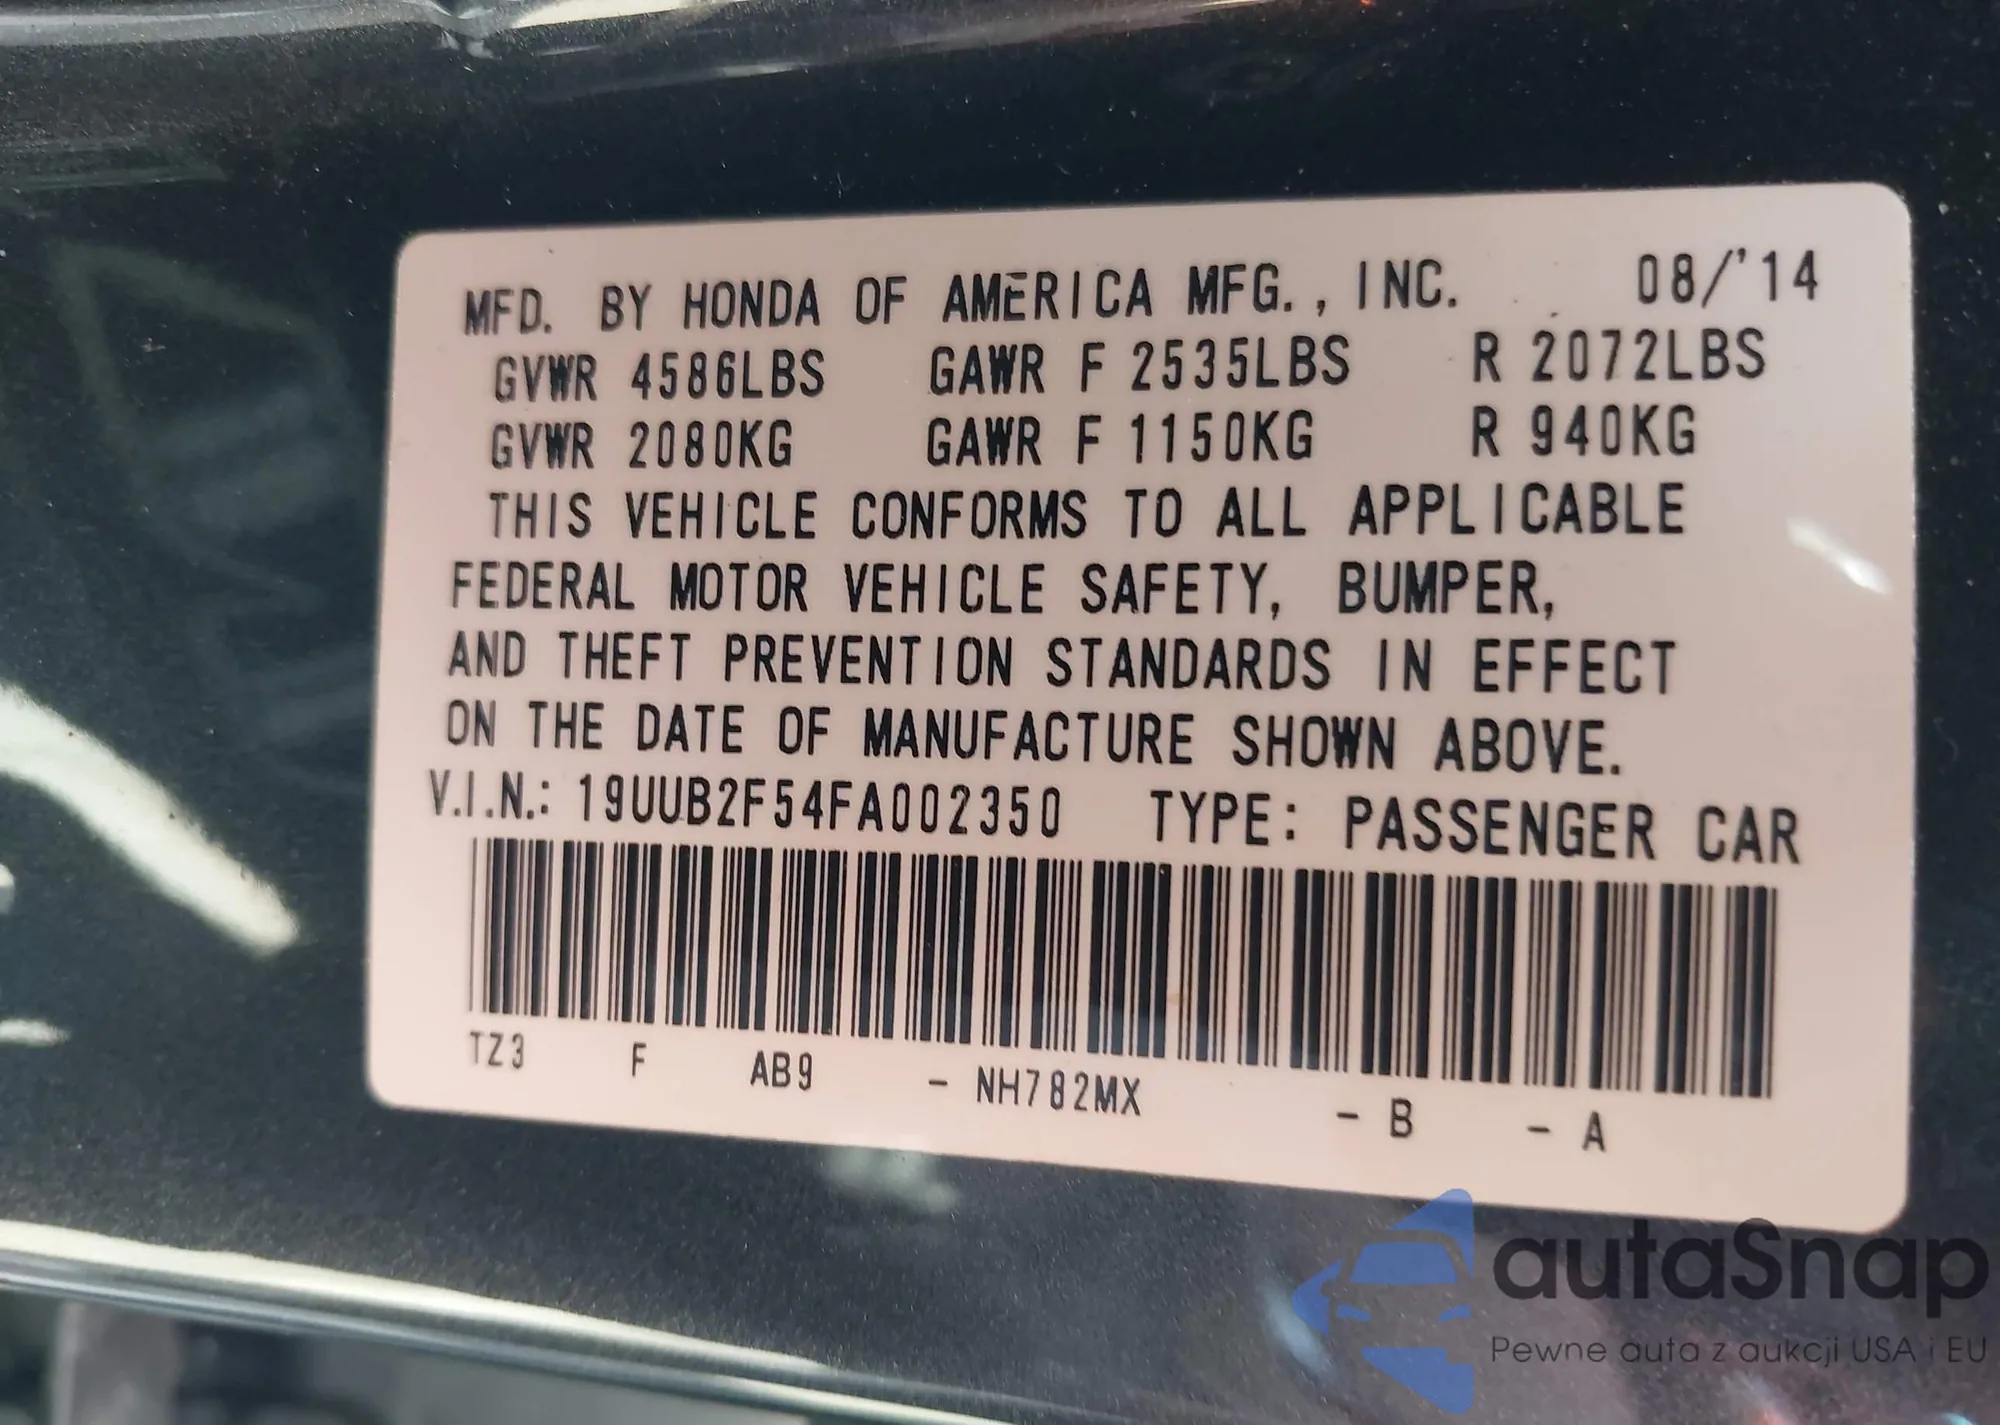 MFD. BY HONDA OF AMERICA MFG., INC. 08/'14
GVWR 4586LBS GAWR F 2535LBS R 2072LBS
GVWR 2080KG GAWR F 1150KG R 940KG
THIS VEHICLE CONFORMS TO ALL APPLICABLE
FEDERAL MOTOR VEHICLE SAFETY, BUMPER,
AND THEFT PREVENTION STANDARDS IN EFFECT
ON THE DATE OF MANUFACTURE SHOWN ABOVE.
V.I.N.: 19UUB2F54FA002350 TYPE: PASSENGER CAR
TZ3 F AB9 - NH782MX - B - A
autaSnap
Pewne auta z aukcji USA i EU